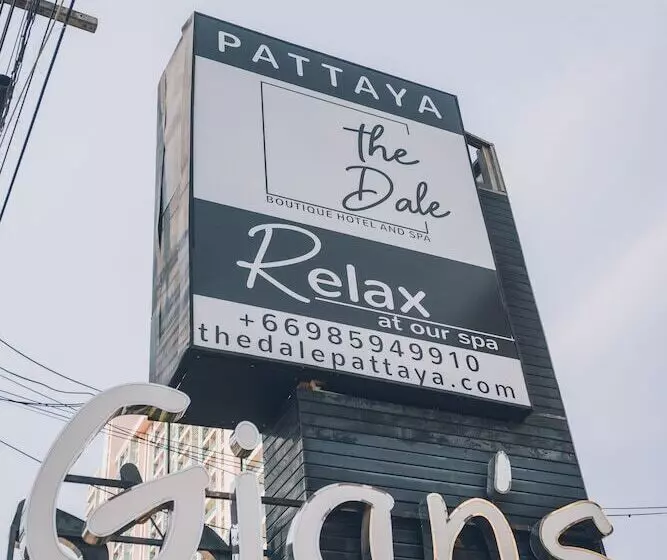 PATTAYA
the
Dale
BOUTIQUE HOTEL AND SPA
Relax
at our spa
+66985949910
thedalepattaya.com
Gian's